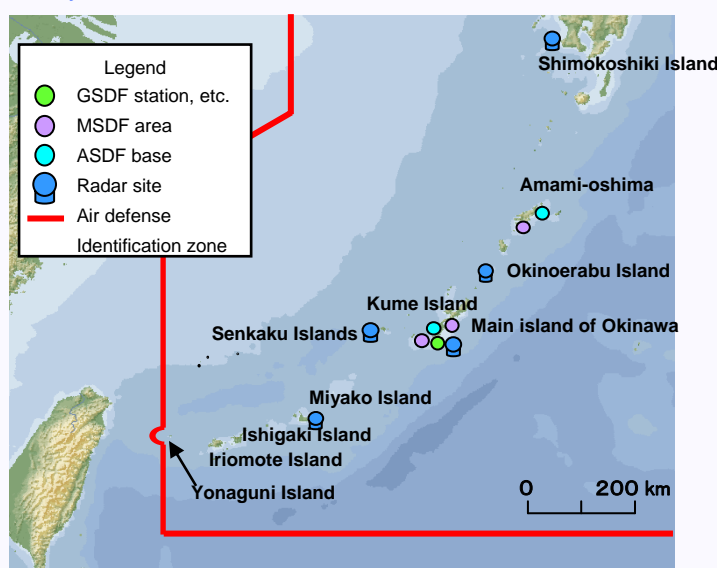 Legend
GSDF station, etc.
MSDF area
ASDF base
Radar site
Air defense
Identification zone
Shimokoshiki Island
Amami-oshima
Okinoerabu Island
Kume Island
Main island of Okinawa
Senkaku Islands
Miyako Island
Ishigaki Island
Iriomote Island
Yonaguni Island
0 200 km